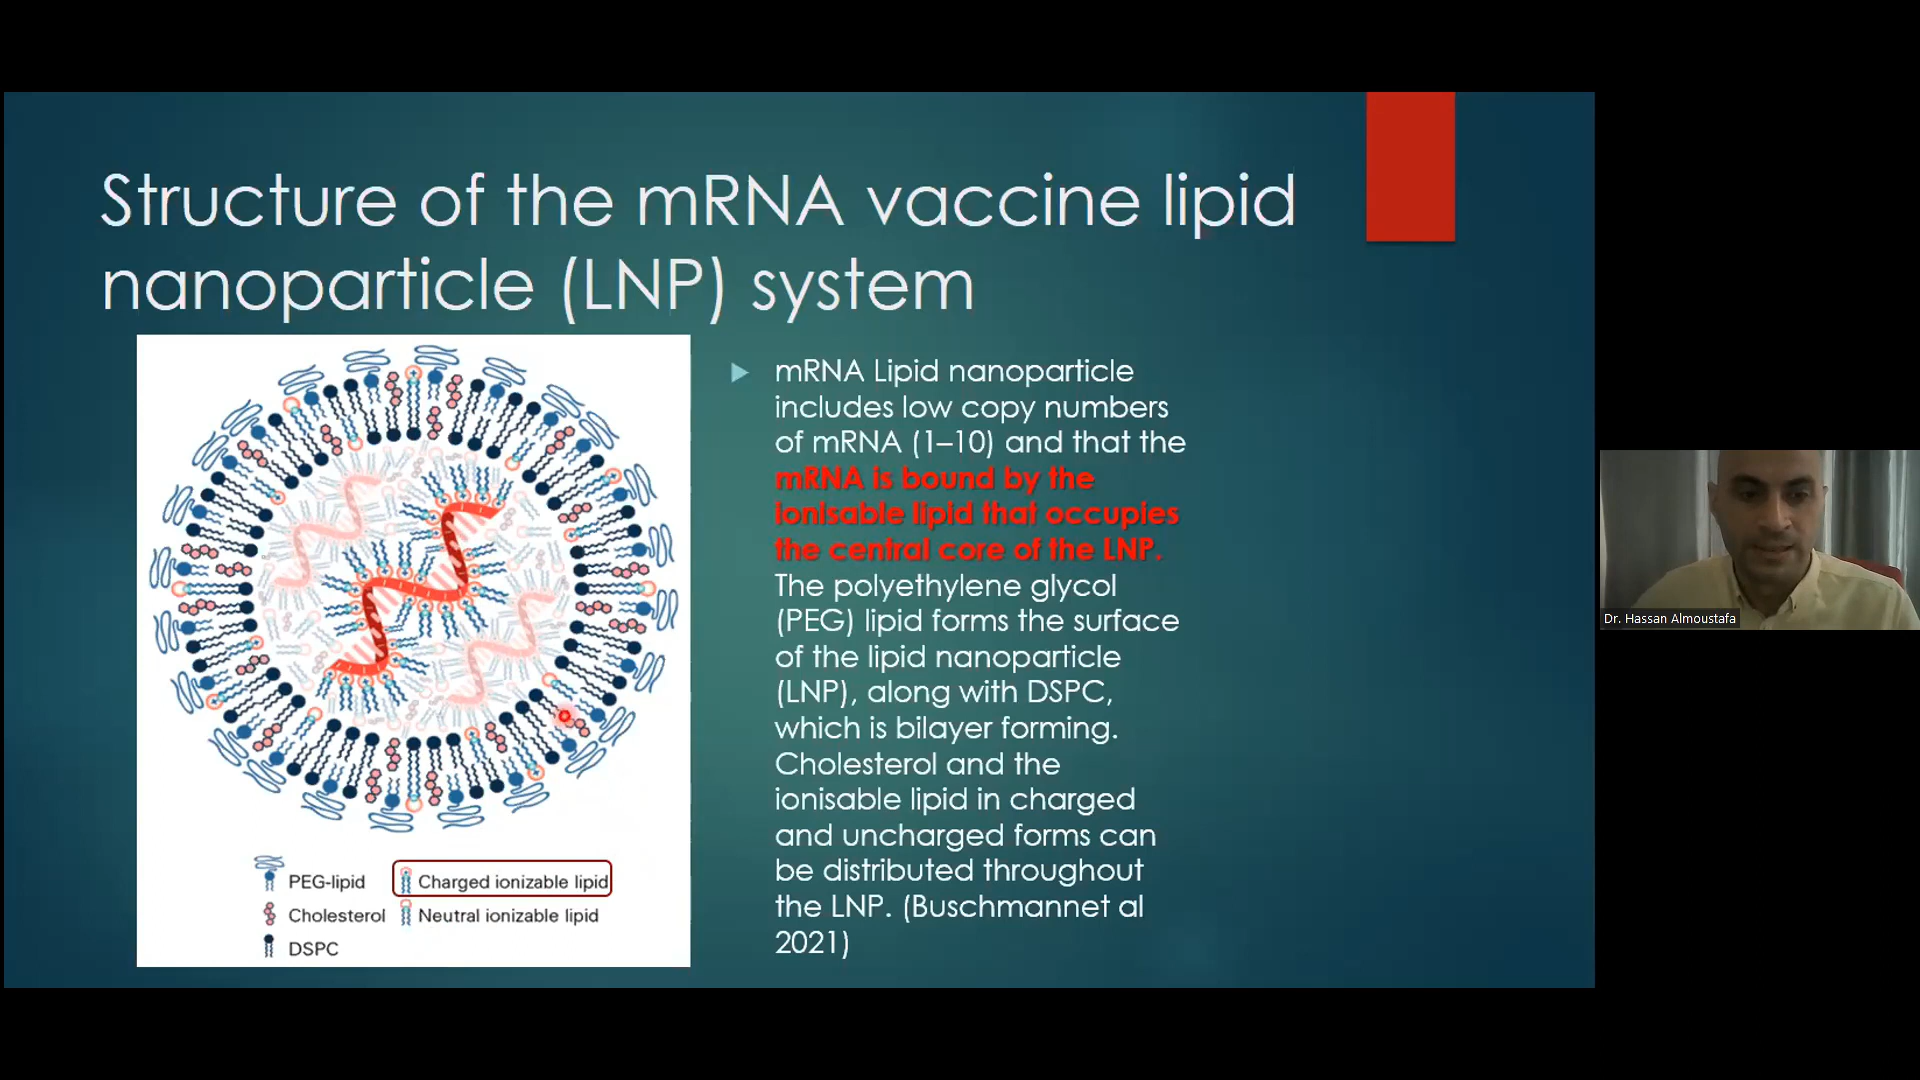 Structure of the mRNA vaccine lipid
nanoparticle (LNP) system
mRNA Lipid nanoparticle
includes low copy numbers
of mRNA (1–10) and that the
mRNA is bound by the
ionisable lipid that occupies
the central core of the LNP.
The polyethylene glycol
(PEG) lipid forms the surface
of the lipid nanoparticle
(LNP), along with DSPC,
which is bilayer forming.
Cholesterol and the
ionisable lipid in charged
and uncharged forms can
be distributed throughout
the LNP. (Buschmannet al
2021)
PEG-lipid
Charged ionizable lipid
Cholesterol
Neutral ionizable lipid
DSPC
Dr. Hassan Almoustafa